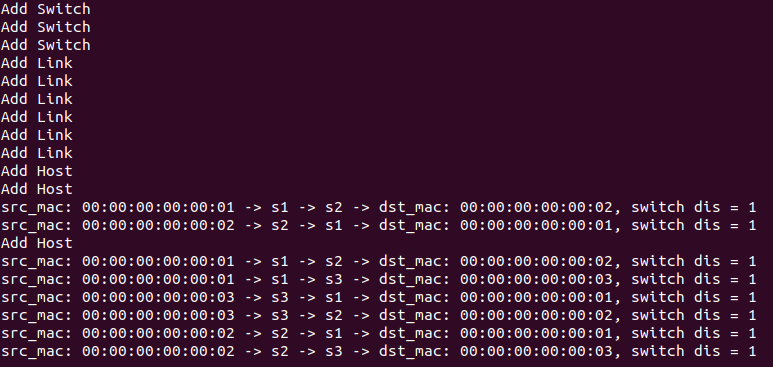 Add Switch
Add Switch
Add Switch
Add Link
Add Link
Add Link
Add Link
Add Link
Add Link
Add Host
Add Host
src_mac: 00:00:00:00:00:01 -> s1 -> s2 -> dst_mac: 00:00:00:00:00:02, switch dis = 1
src_mac: 00:00:00:00:00:02 -> s2 -> s1 -> dst_mac: 00:00:00:00:00:01, switch dis = 1
Add Host
src_mac: 00:00:00:00:00:01 -> s1 -> s2 -> dst_mac: 00:00:00:00:00:02, switch dis = 1
src_mac: 00:00:00:00:00:01 -> s1 -> s3 -> dst_mac: 00:00:00:00:00:03, switch dis = 1
src_mac: 00:00:00:00:00:03 -> s3 -> s1 -> dst_mac: 00:00:00:00:00:01, switch dis = 1
src_mac: 00:00:00:00:00:03 -> s3 -> s2 -> dst_mac: 00:00:00:00:00:02, switch dis = 1
src_mac: 00:00:00:00:00:02 -> s2 -> s1 -> dst_mac: 00:00:00:00:00:01, switch dis = 1
src_mac: 00:00:00:00:00:02 -> s2 -> s3 -> dst_mac: 00:00:00:00:00:03, switch dis = 1